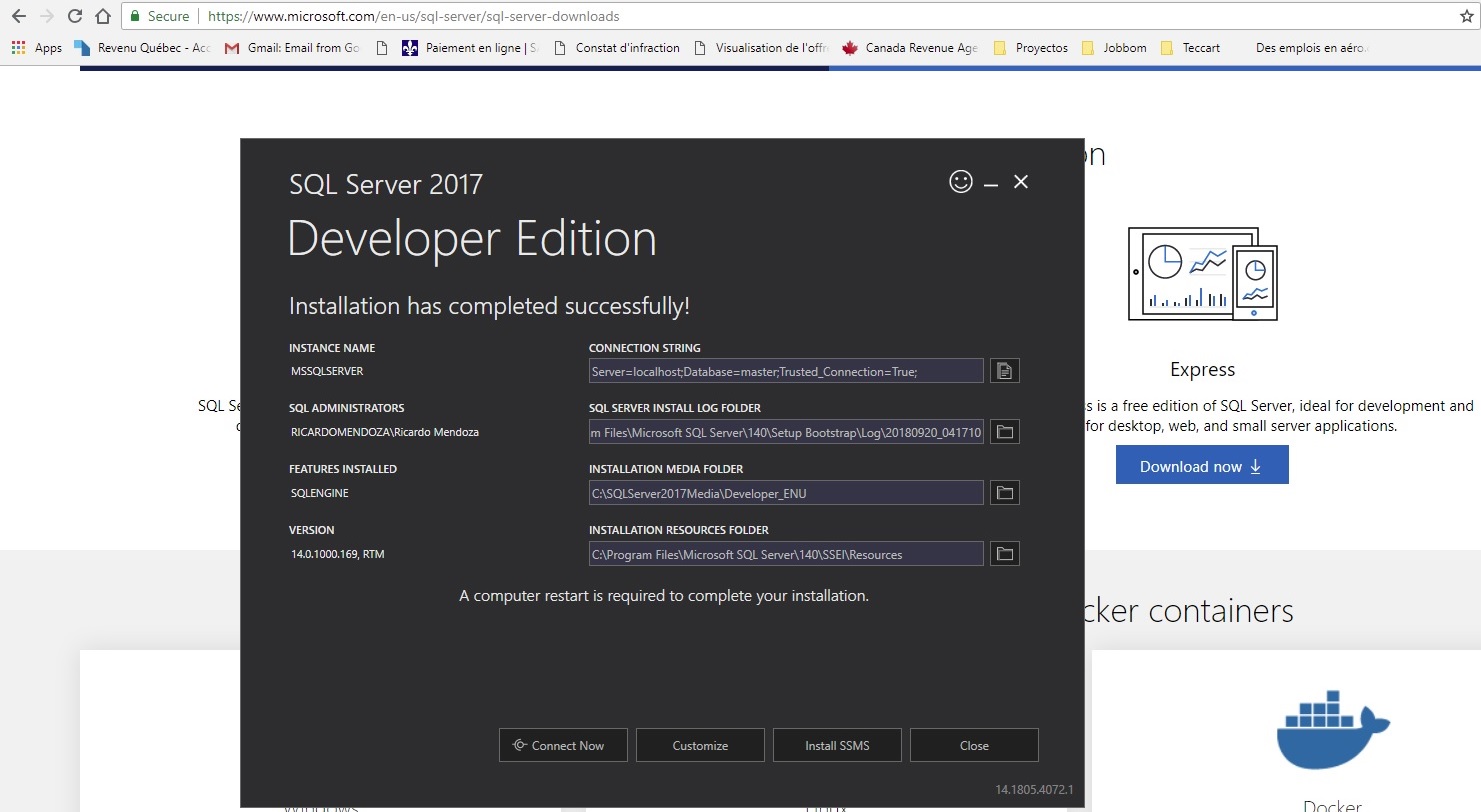 Secure https://www.microsoft.com/en-us/sql-server/sql-server-downloads
Apps Revenu Québec - Acc Gmail: Email from Go Paiement en ligne | S Constat d'infraction Visualisation de l'offr Canada Revenue Age Proyectos Jobbom Teccart Des emplois en aéro.
on
SQL Server 2017
Developer Edition
Installation has completed successfully!
INSTANCE NAME
MSSQLSERVER
CONNECTION STRING
Server=localhost;Database=master;Trusted_Connection=True;
SQL ADMINISTRATORS
RICARDOMENDOZA\Ricardo Mendoza
SQL SERVER INSTALL LOG FOLDER
m Files\Microsoft SQL Server\140\Setup Bootstrap\Log\20180920_041710
FEATURES INSTALLED
SQLENGINE
INSTALLATION MEDIA FOLDER
C:\SQLServer2017Media\Developer_ENU
VERSION
14.0.1000.169, RTM
INSTALLATION RESOURCES FOLDER
C:\Program Files\Microsoft SQL Server\140\SSEI\Resources
A computer restart is required to complete your installation.
Connect Now
Customize
Install SSMS
Close
14.1805.4072.1
SQL Se
Express
ss is a free edition of SQL Server, ideal for development and
for desktop, web, and small server applications.
Download now
cker containers
Windows
Linux
Docker